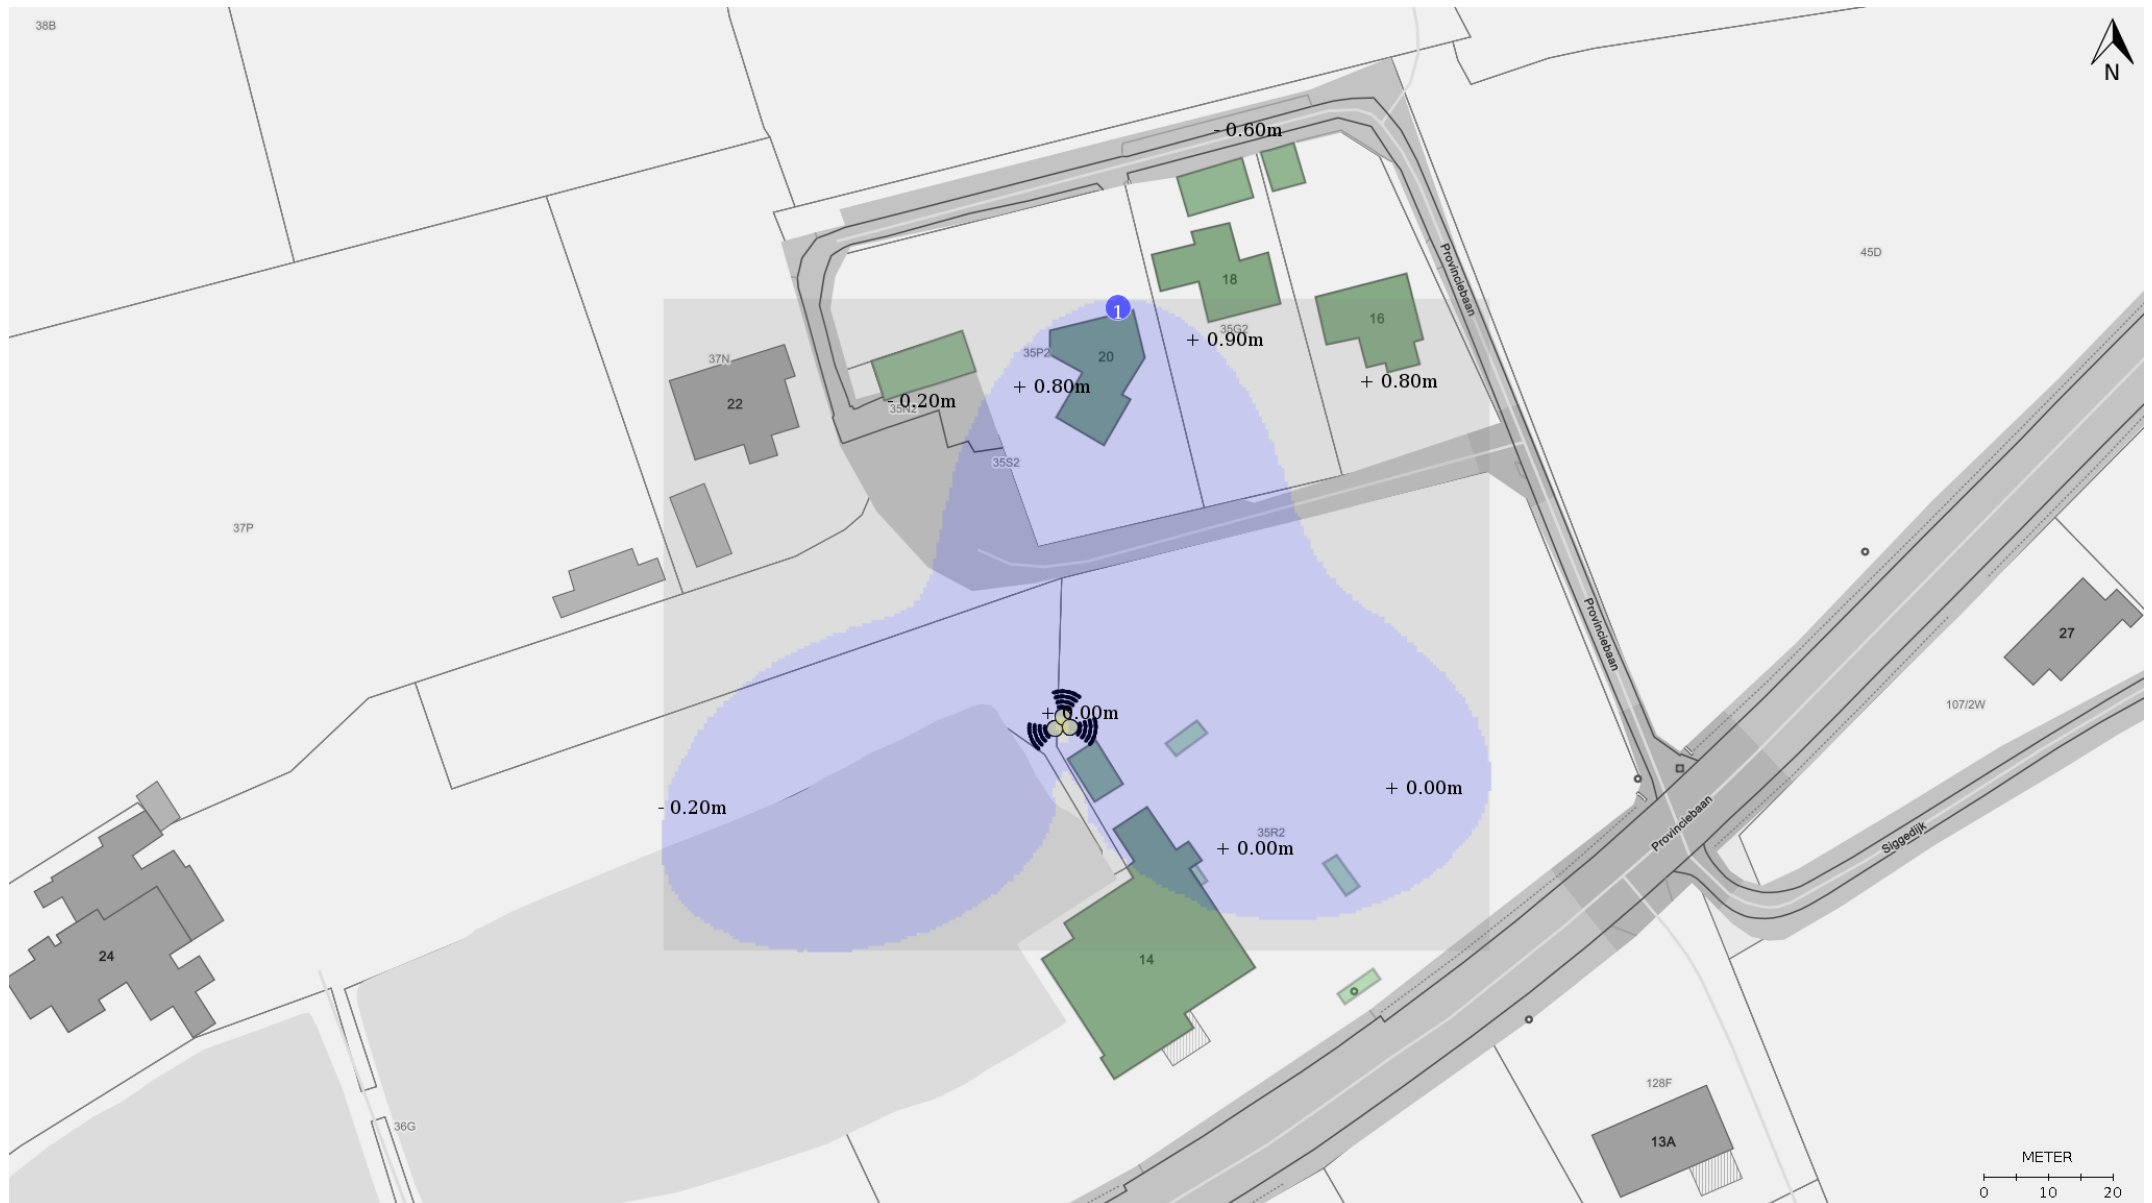 38B
N
- 0.60m
Provinciebaan
45D
18
16
1
35G2
+ 0.90m
37N
35P2
20
+ 0.80m
+ 0.80m
22
- 0.20m
35N2
35S2
37P
Provinciebaan
27
107/2W
+ 0.00m
- 0.20m
+ 0.00m
35R2
+ 0.00m
Provinciebaan
Siggedijk
24
14
128F
36G
13A
METER
0 10 20